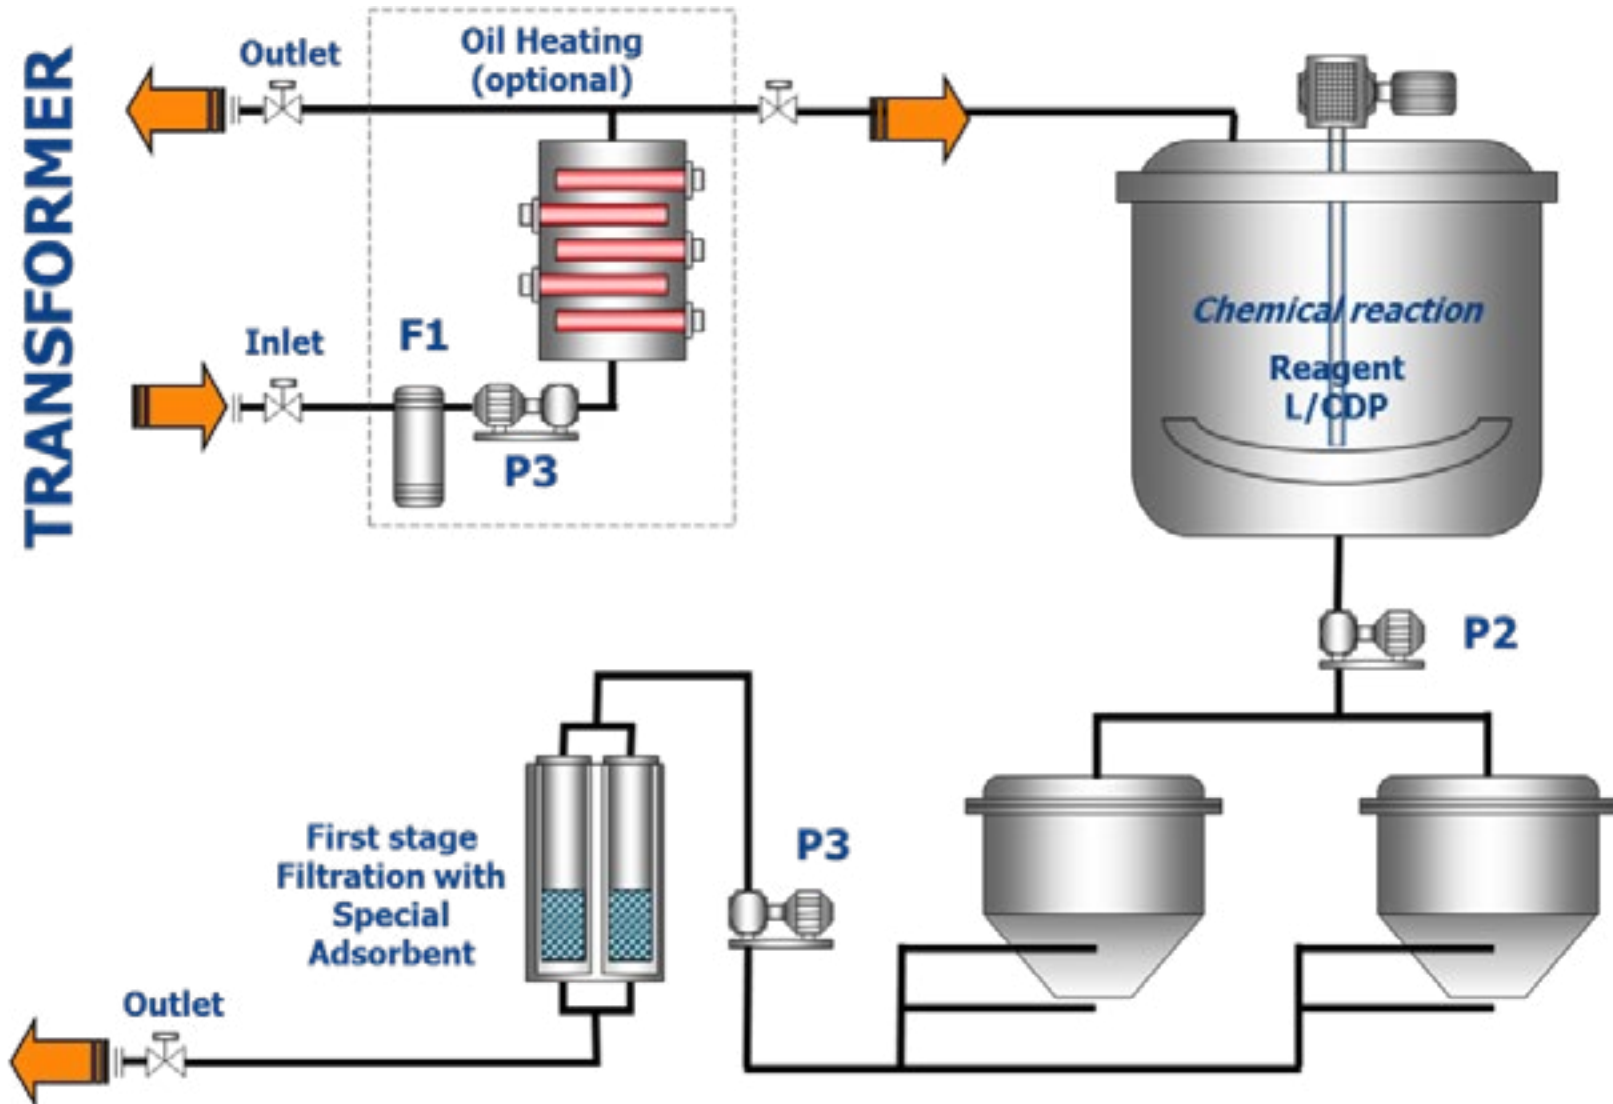 TRANSFORMER
Outlet
Oil Heating
(optional)
Inlet
F1
P3
Chemical reaction
Reagent
L/CDP
P2
P3
First stage
Filtration with
Special
Adsorbent
Outlet